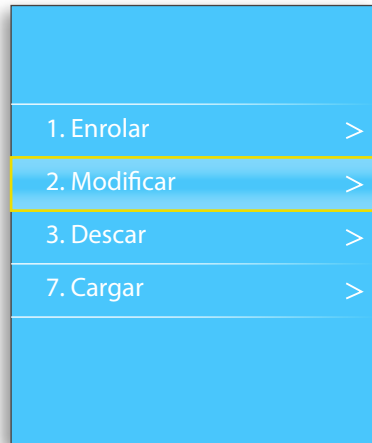 1. Enrolar >
2. Modificar >
3. Descar >
7. Cargar >